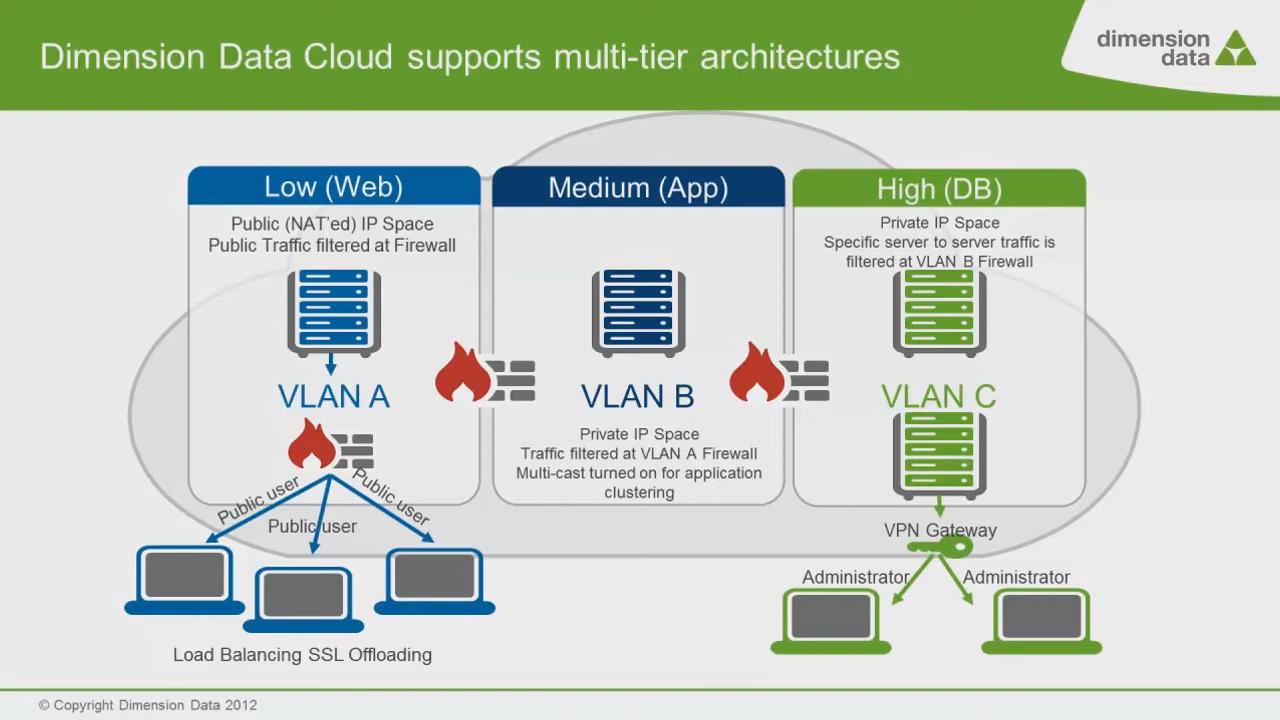 Dimension Data Cloud supports multi-tier architectures
dimension
data
Low (Web)
Public (NAT'ed) IP Space
Public Traffic filtered at Firewall
VLAN A
Public user
Public user
Public user
Load Balancing SSL Offloading
Medium (App)
VLAN B
Private IP Space
Traffic filtered at VLAN A Firewall
Multi-cast turned on for application
clustering
High (DB)
Private IP Space
Specific server to server traffic is
filtered at VLAN B Firewall
VLAN C
VPN Gateway
Administrator
Administrator
© Copyright Dimension Data 2012